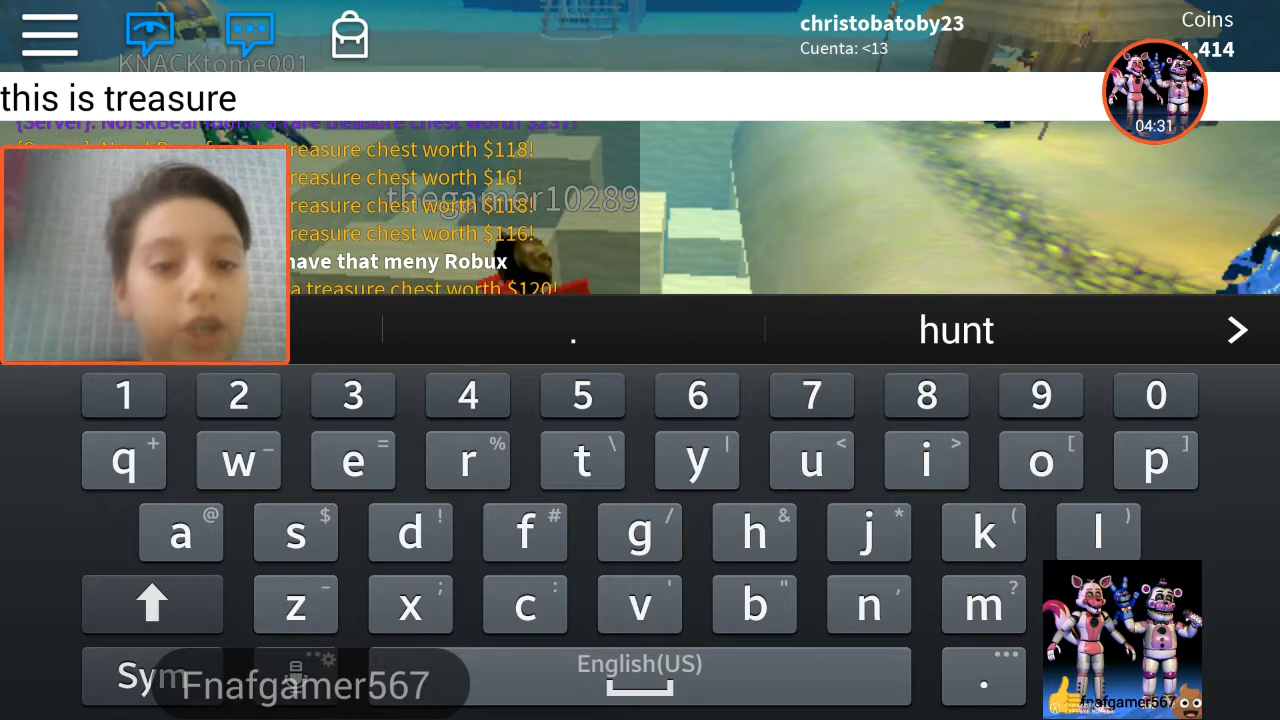 christobatoby23
Cuenta: <13
Coins
1,414
KNACKtome001
this is treasure
04:31
reasure chest worth $118!
reasure chest worth $16!
thegamer10289
reasure chest worth $118!
reasure chest worth $116!
have that meny Robux
a treasure chest worth $120!
. hunt >
1 2 3 4 5 6 7 8 9 0
q + w - e = r % t \ y | u < i > o [ p ]
a @ s $ d ! f # g / h & j * k ( l )
z - x ; c : v ' b " n , m ?
Sym English(US) . ...
Fnafgamer567
fnafgamer567